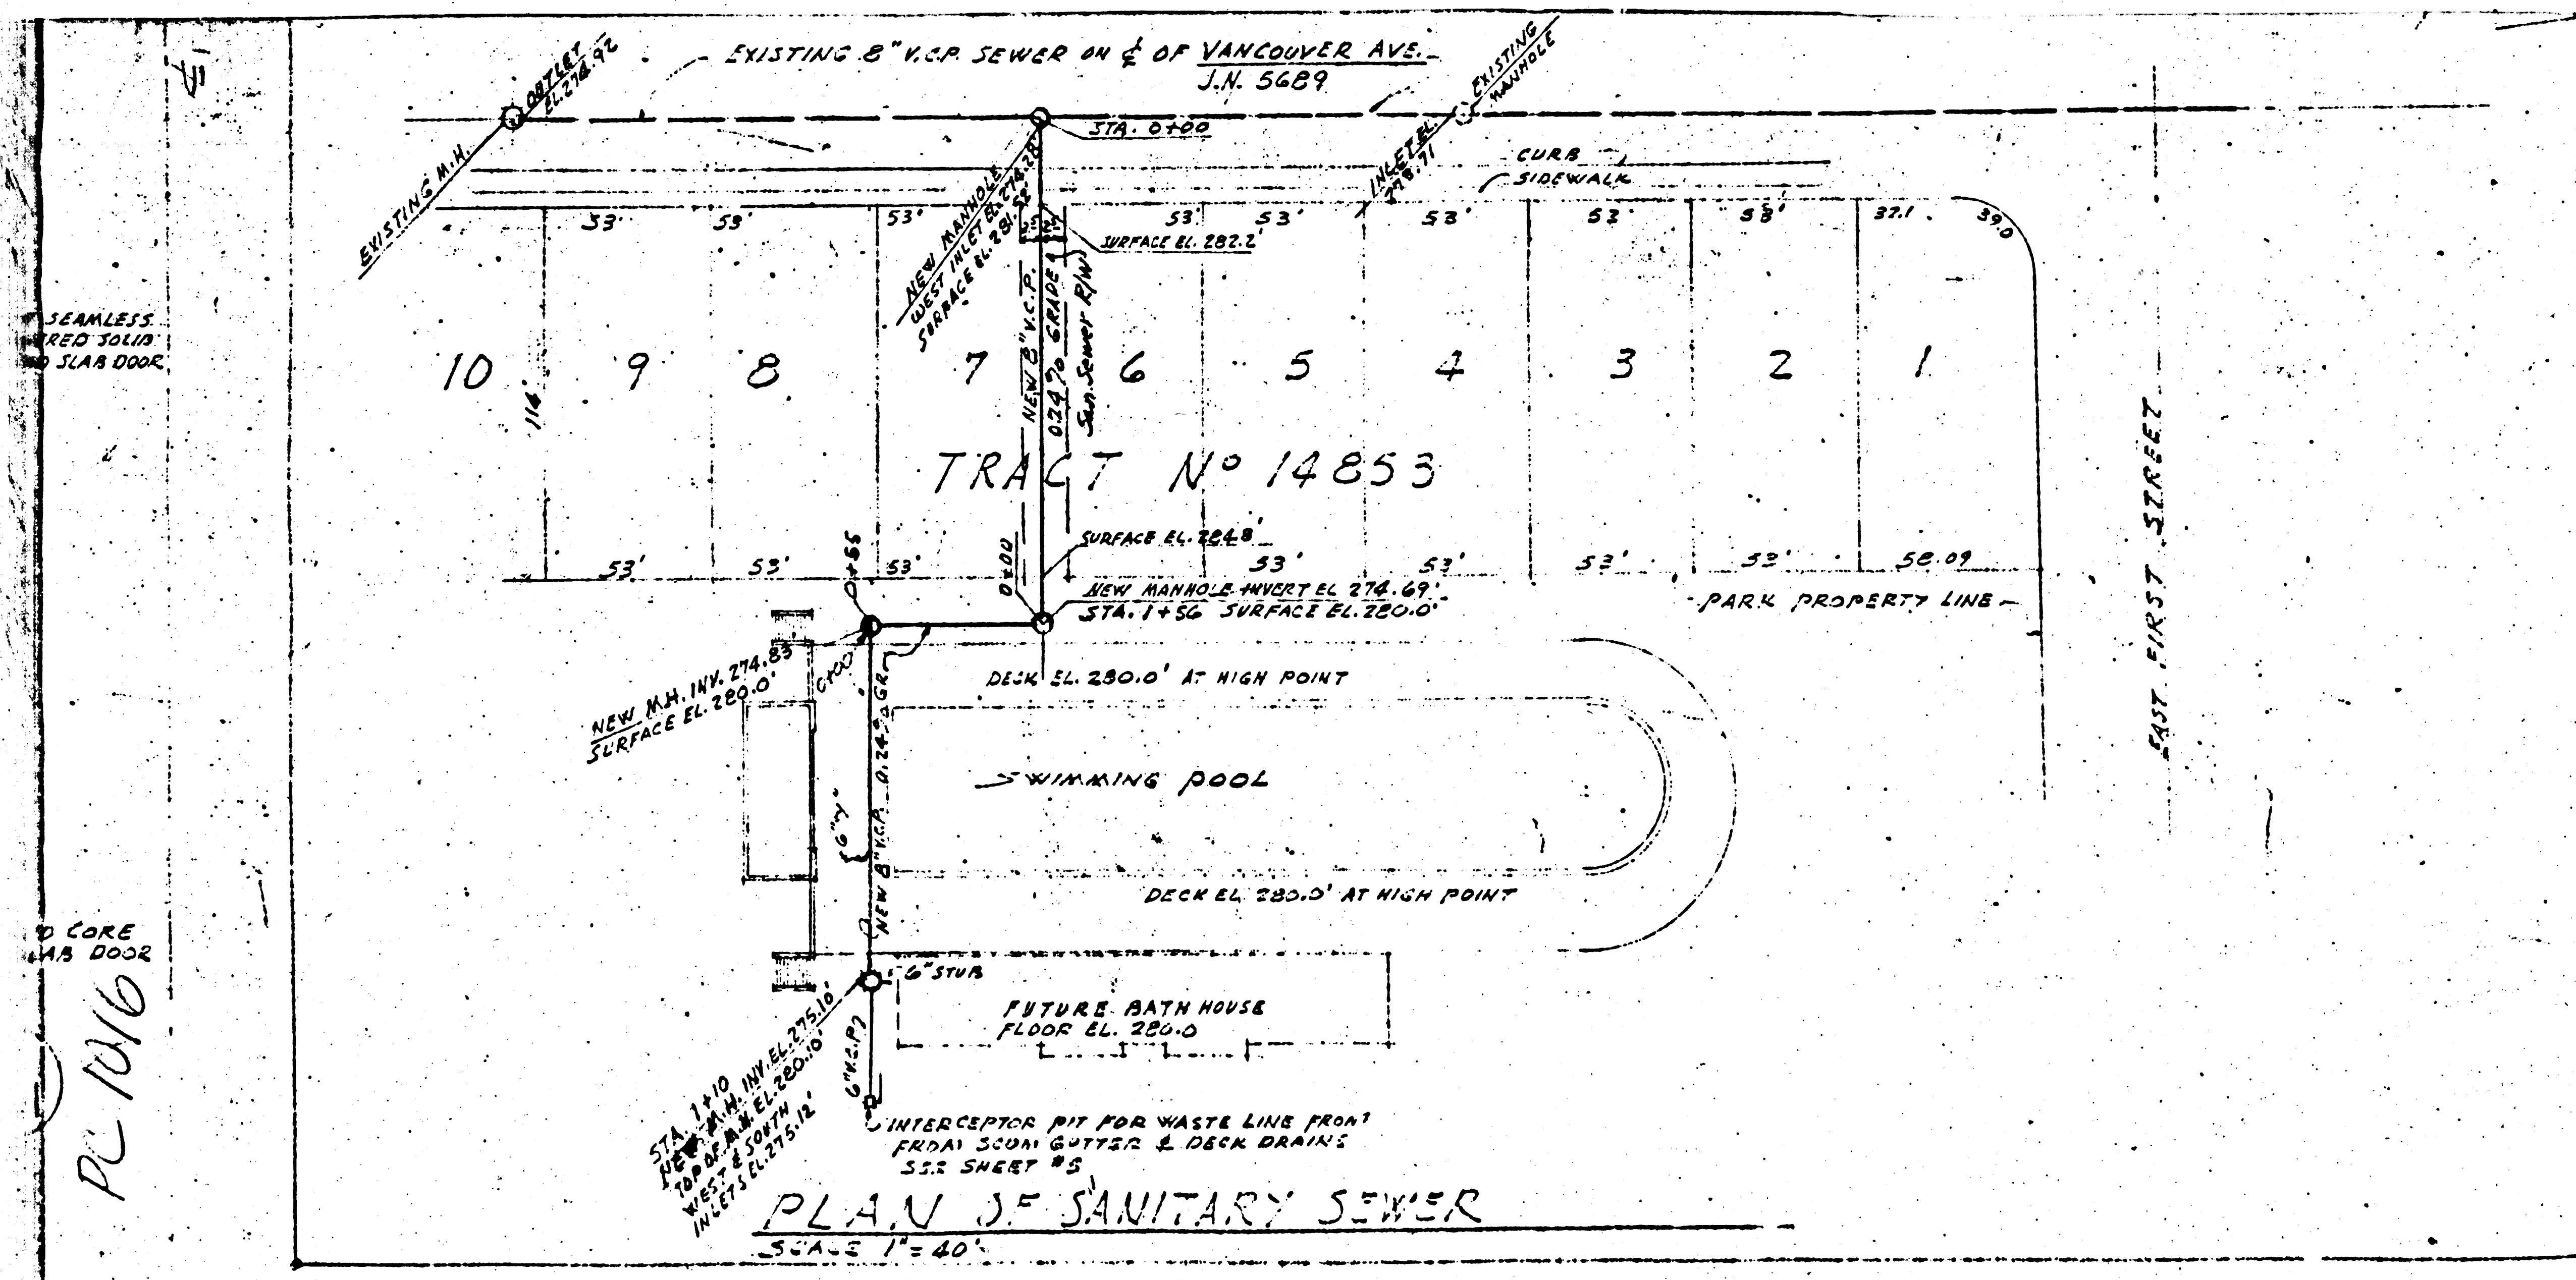 EXISTING 8" V.C.P. SEWER ON ℄ OF VANCOUVER AVE.
J.N. 5689
OUTLET
EL. 274.92
EXISTING M.H.
EXISTING
MANHOLE
INLET EL.
STA. 0+00
CURB
SIDEWALK
NEW MANHOLE
WEST INLET EL. 274.28'
SURFACE EL. 281.52'
53' 53' 53' 53' 53' 53' 53' 53' 37.1 39.0
SURFACE EL. 282.2'
NEW 8" V.C.P.
0.24% GRADE
San. Sewer R/W
SEAMLESS
SLAB DOOR
10 9 8 7 6 5 4 3 2 1
114'
TRACT Nº 14853
EAST FIRST STREET
SURFACE EL. 284.8
0+55
0+00
53' 53' 53' 53' 53' 53' 53' 58.09
NEW MANHOLE INVERT EL 274.69'
STA. 1+56 SURFACE EL. 280.0'
PARK PROPERTY LINE
NEW M.H. INV. 274.83'
SURFACE EL. 280.0'
0+00
DECK EL. 280.0' AT HIGH POINT
NEW 8" V.C.P. 0.24% GR.
6" Y
SWIMMING POOL
DECK EL. 280.0' AT HIGH POINT
CORE
DOOR
6" STUB
FUTURE BATH HOUSE
FLOOR EL. 280.0
6" V.C.P.
STA. 1+10
NEW M.H. INV. EL. 275.10'
TOP OF M.H. EL. 280.10'
WEST & SOUTH
INLETS EL. 275.12'
INTERCEPTOR PIT FOR WASTE LINE FROM
FROM SCUM GUTTER & DECK DRAINS
SEE SHEET #5
PC 1016
PLAN OF SANITARY SEWER
SCALE 1" = 40'